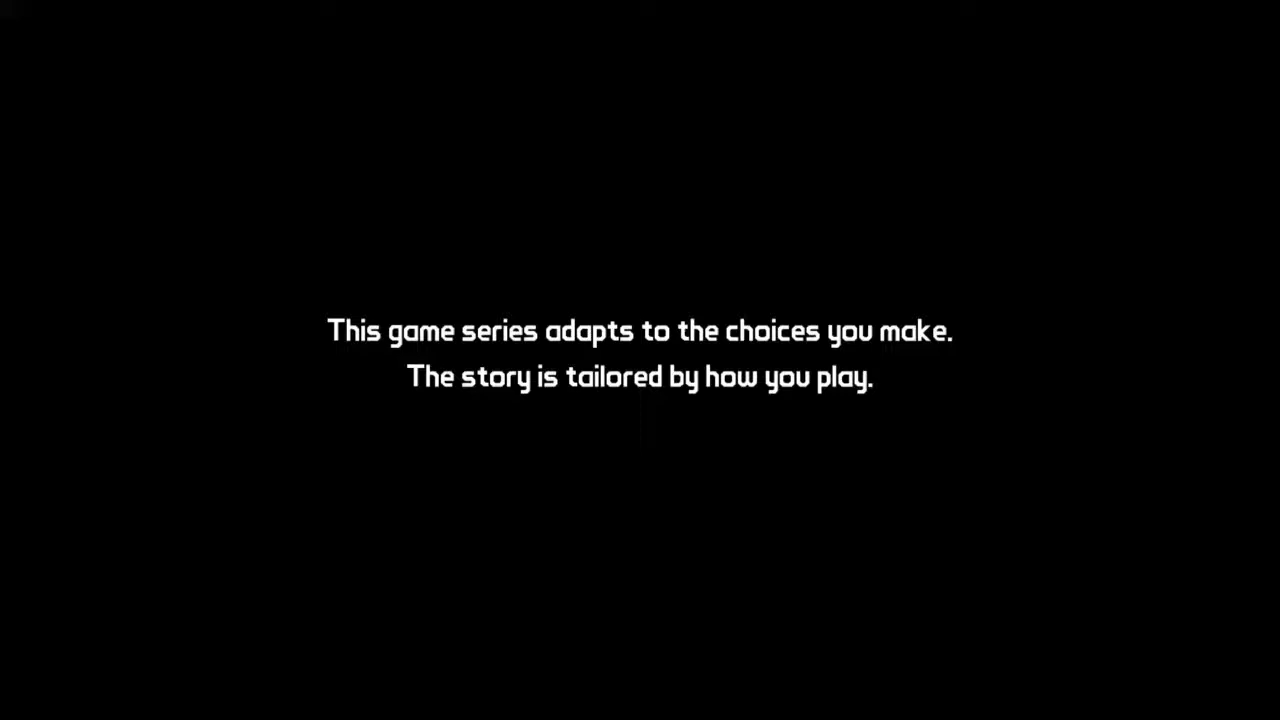 This game series adapts to the choices you make.
The story is tailored by how you play.